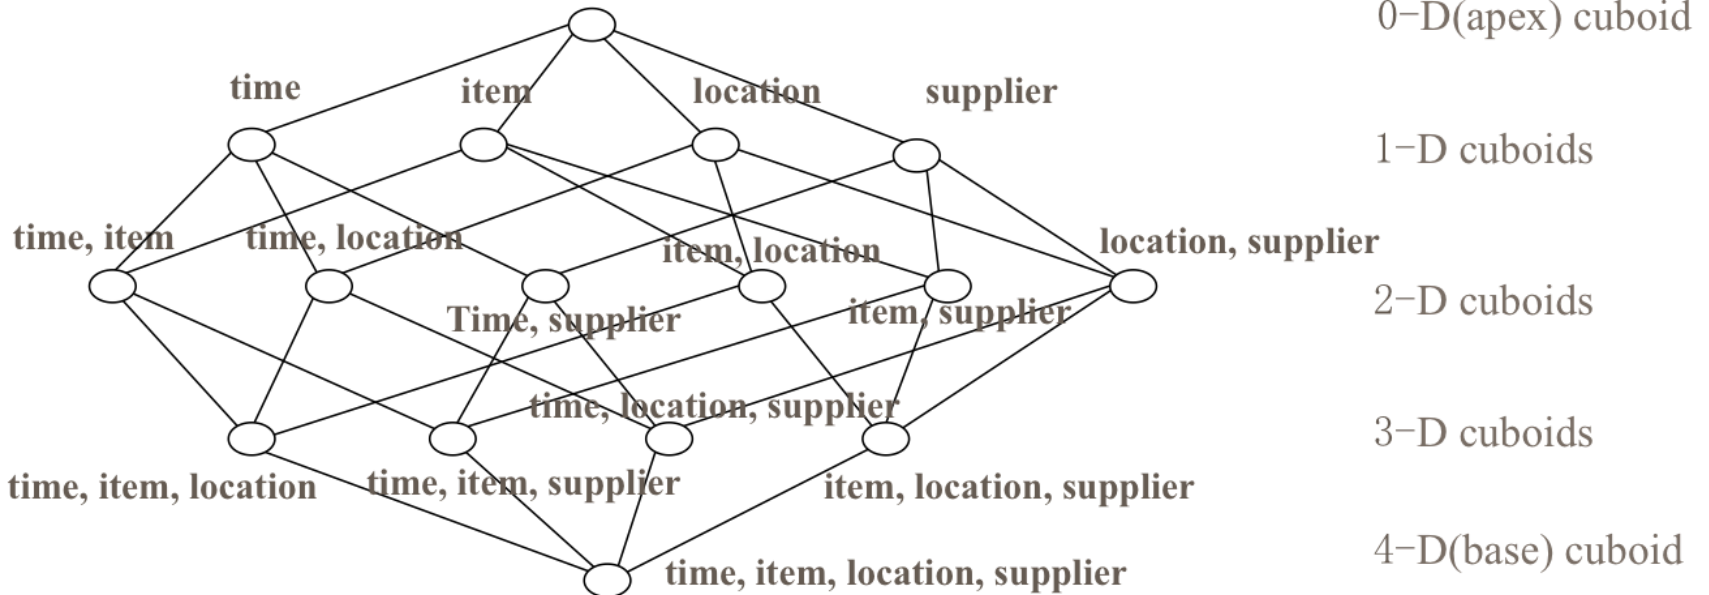 0-D(apex) cuboid
time
item
location
supplier
1-D cuboids
time, item
time, location
item, location
location, supplier
Time, supplier
item, supplier
2-D cuboids
time, location, supplier
3-D cuboids
time, item, location
time, item, supplier
item, location, supplier
4-D(base) cuboid
time, item, location, supplier